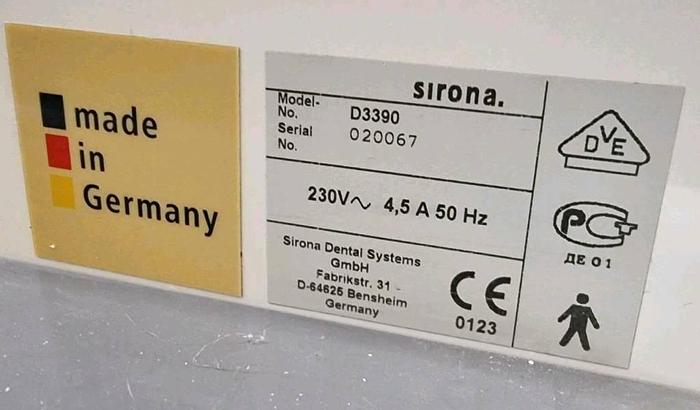 made
in
Germany
sirona.
Model-No. D3390
Serial No. 020067
230V~ 4,5 A 50 Hz
Sirona Dental Systems
GmbH
Fabrikstr. 31
D-64625 Bensheim
Germany
CE
0123
DVE
РСТ
ДЕ 01